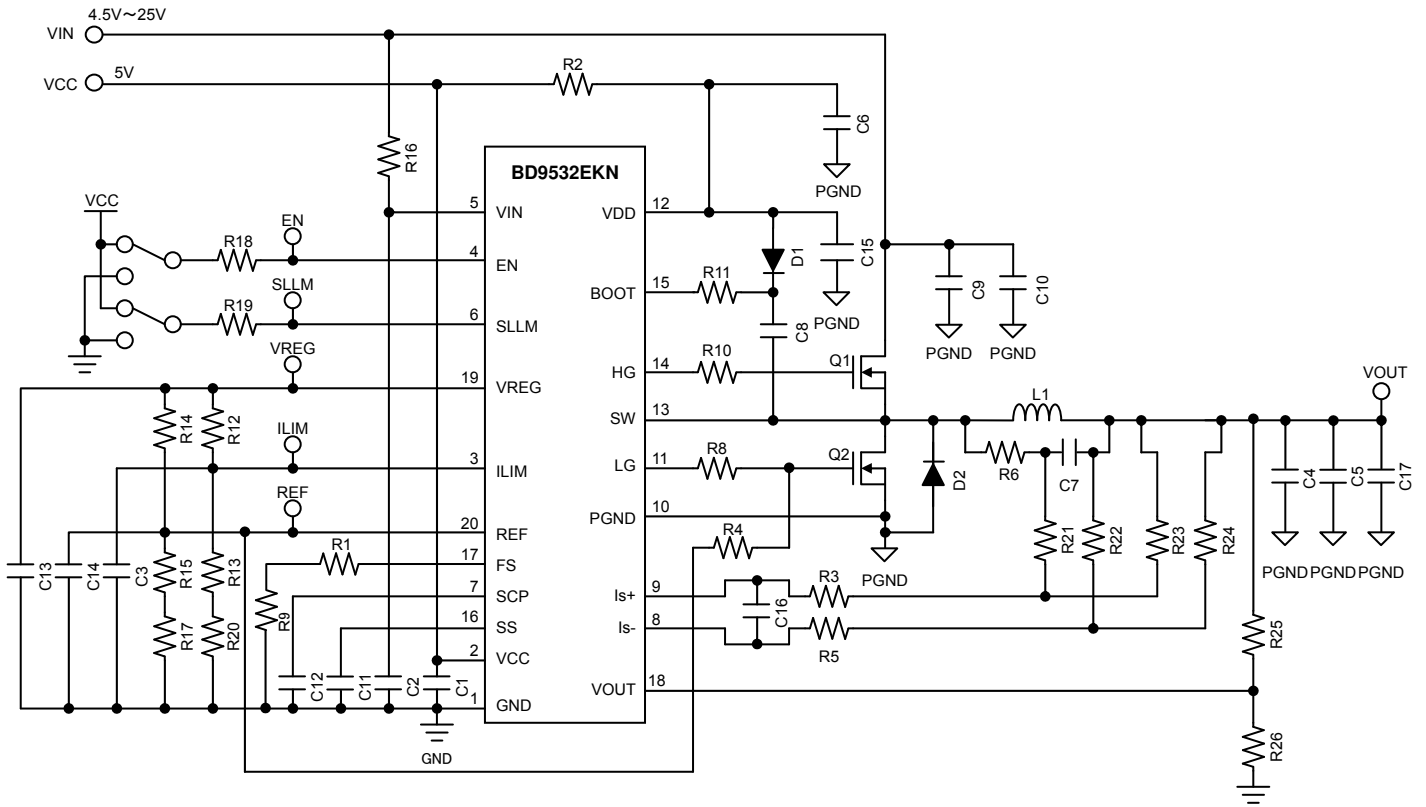 4.5V～25V
VIN
VCC
5V
R2
C6
PGND
R16
BD9532EKN
VCC
5
VIN
VDD
12
EN
R18
4
EN
D1
C15
PGND
BOOT
15
R11
C8
C9
C10
PGND
PGND
SLLM
R19
6
SLLM
VREG
19
VREG
HG
14
R10
Q1
R14
R12
SW
13
L1
VOUT
ILIM
3
ILIM
LG
11
R8
Q2
D2
R6
C7
C4
C5
C17
PGND
PGND
PGND
REF
20
REF
PGND
10
R4
PGND
R21
R22
R23
R24
R1
17
FS
C13
C14
C3
R15
R13
7
SCP
Is+
9
R3
C16
R9
16
SS
Is-
8
R5
R17
R20
R25
2
VCC
C12
C11
C2
C1
VOUT
18
1
GND
GND
R26